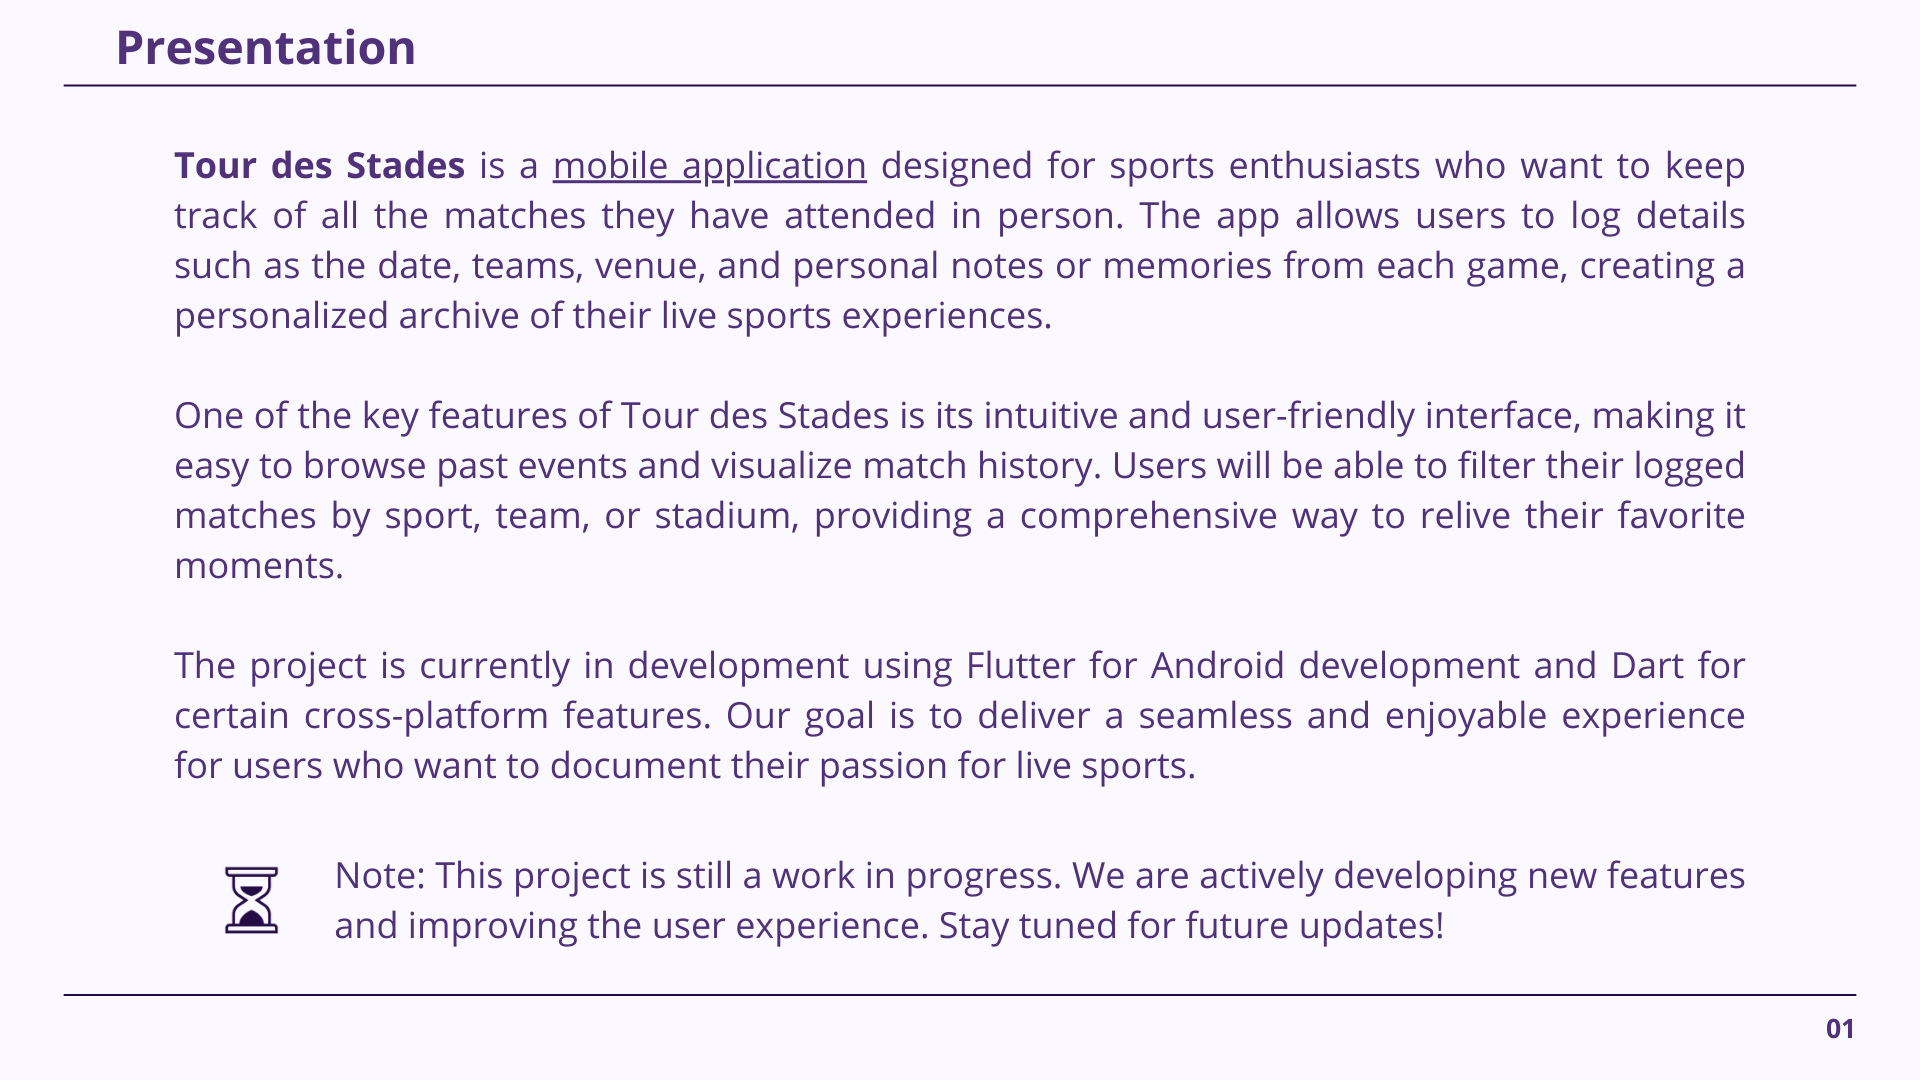 Presentation
Tour des Stades is a mobile application designed for sports enthusiasts who want to keep
track of all the matches they have attended in person. The app allows users to log details
such as the date, teams, venue, and personal notes or memories from each game, creating a
personalized archive of their live sports experiences.
One of the key features of Tour des Stades is its intuitive and user-friendly interface, making it
easy to browse past events and visualize match history. Users will be able to filter their logged
matches by sport, team, or stadium, providing a comprehensive way to relive their favorite
moments.
The project is currently in development using Flutter for Android development and Dart for
certain cross-platform features. Our goal is to deliver a seamless and enjoyable experience
for users who want to document their passion for live sports.
Note: This project is still a work in progress. We are actively developing new features
and improving the user experience. Stay tuned for future updates!
01